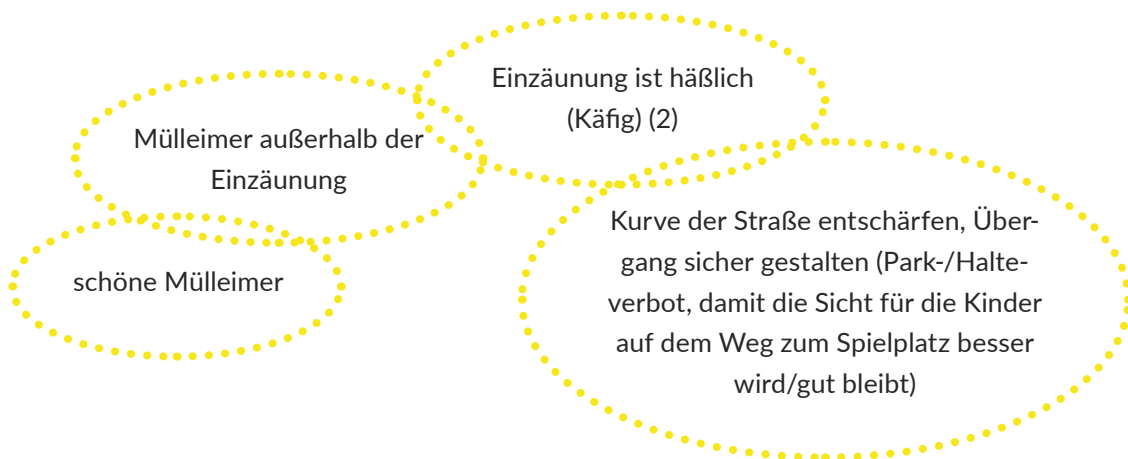 Einzäunung ist häßlich
(Käfig) (2)
Mülleimer außerhalb der
Einzäunung
schöne Mülleimer
Kurve der Straße entschärfen, Über-
gang sicher gestalten (Park-/Halte-
verbot, damit die Sicht für die Kinder
auf dem Weg zum Spielplatz besser
wird/gut bleibt)